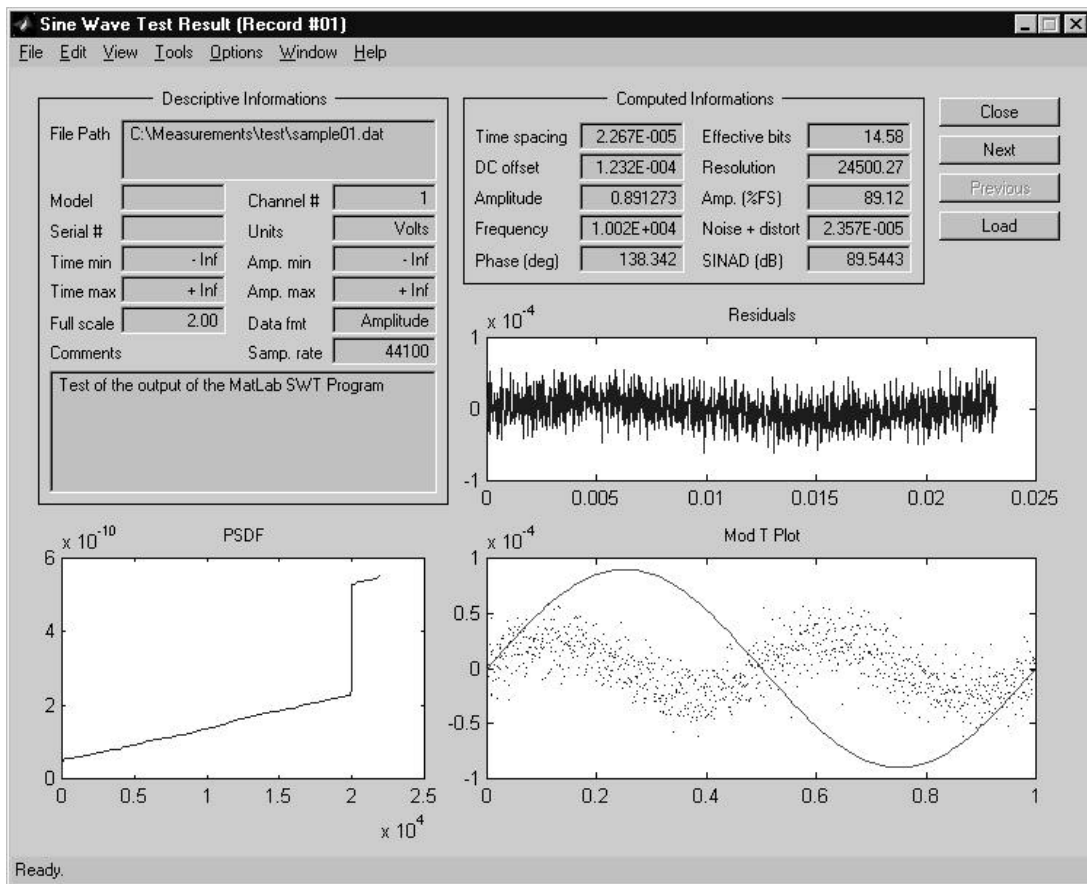 Sine Wave Test Result (Record #01)
File Edit View Tools Options Window Help
Descriptive Informations
File Path C:\Measurements\test\sample01.dat
Model Channel # 1
Serial # Units Volts
Time min - Inf Amp. min - Inf
Time max + Inf Amp. max + Inf
Full scale 2.00 Data fmt Amplitude
Comments Samp. rate 44100
Test of the output of the MatLab SWT Program
Computed Informations
Time spacing 2.267E-005 Effective bits 14.58
DC offset 1.232E-004 Resolution 24500.27
Amplitude 0.891273 Amp. (%FS) 89.12
Frequency 1.002E+004 Noise + distort 2.357E-005
Phase (deg) 138.342 SINAD (dB) 89.5443
Close
Next
Previous
Load
x 10^-4 Residuals
1
0
-1
0 0.005 0.01 0.015 0.02 0.025
x 10^-10 PSDF
6
4
2
0
0 0.5 1 1.5 2 2.5
x 10^4
x 10^-4 Mod T Plot
1
0.5
0
-0.5
-1
0 0.2 0.4 0.6 0.8 1
Ready.